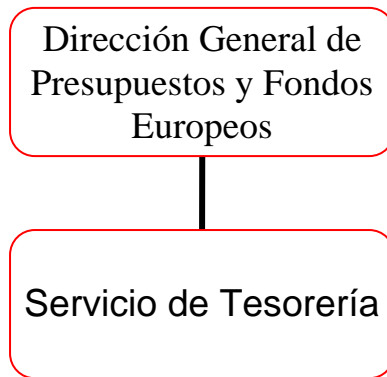 Dirección General de
Presupuestos y Fondos
Europeos
Servicio de Tesorería